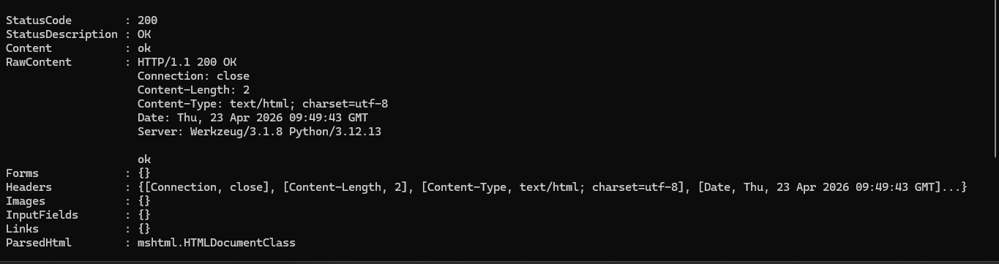 StatusCode        : 200
StatusDescription : OK
Content           : ok
RawContent        : HTTP/1.1 200 OK
                    Connection: close
                    Content-Length: 2
                    Content-Type: text/html; charset=utf-8
                    Date: Thu, 23 Apr 2026 09:49:43 GMT
                    Server: Werkzeug/3.1.8 Python/3.12.13

                    ok
Forms             : {}
Headers           : {[Connection, close], [Content-Length, 2], [Content-Type, text/html; charset=utf-8], [Date, Thu, 23 Apr 2026 09:49:43 GMT]...}
Images            : {}
InputFields       : {}
Links             : {}
ParsedHtml        : mshtml.HTMLDocumentClass